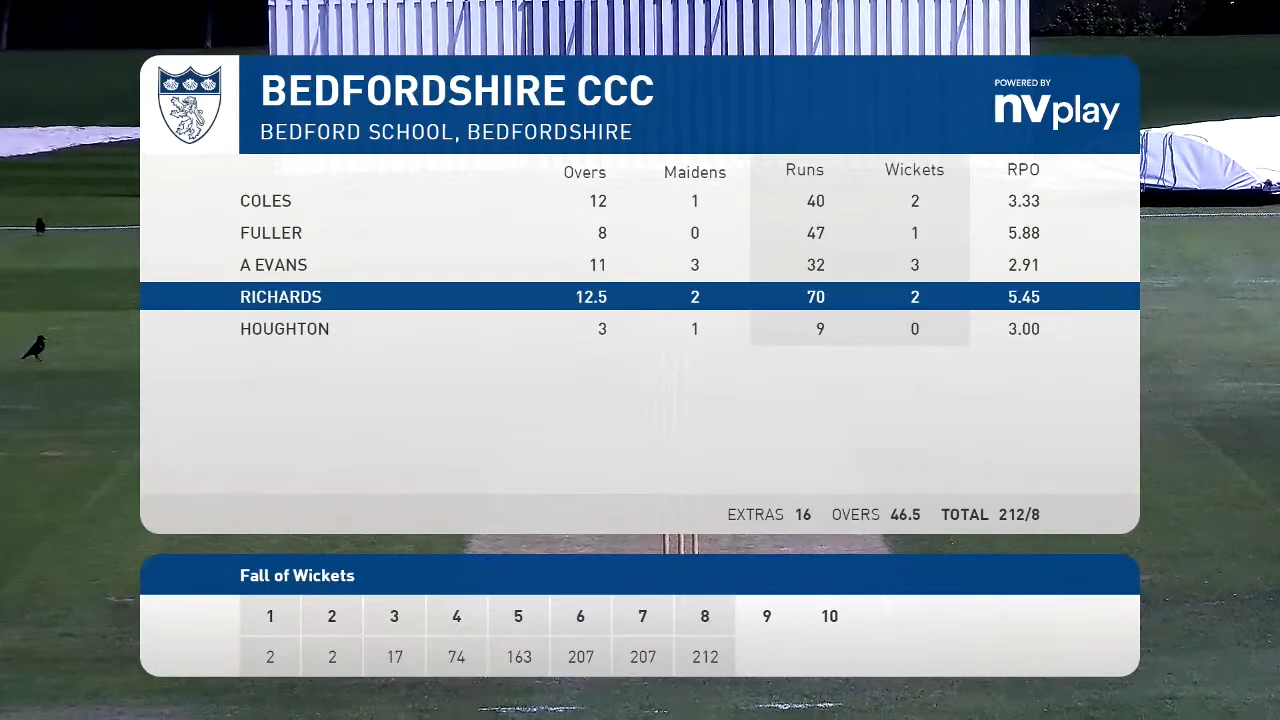 BEDFORDSHIRE CCC
BEDFORD SCHOOL, BEDFORDSHIRE
POWERED BY
nvplay
Overs Maidens Runs Wickets RPO
COLES 12 1 40 2 3.33
FULLER 8 0 47 1 5.88
A EVANS 11 3 32 3 2.91
RICHARDS 12.5 2 70 2 5.45
HOUGHTON 3 1 9 0 3.00
EXTRAS 16 OVERS 46.5 TOTAL 212/8
Fall of Wickets
1 2 3 4 5 6 7 8 9 10
2 2 17 74 163 207 207 212